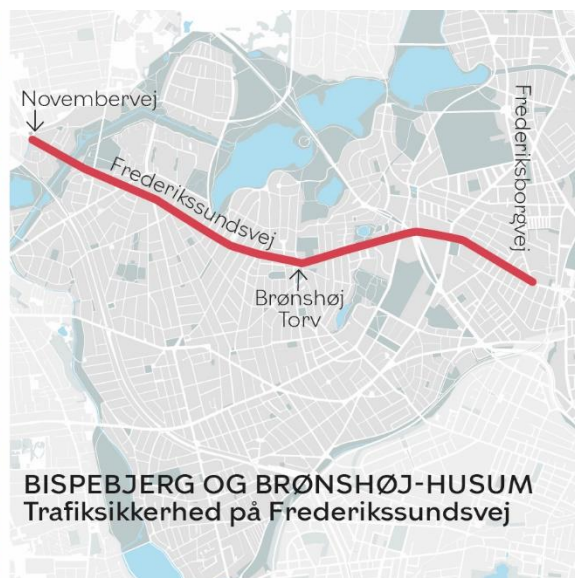 Novembervej
Frederikssundsvej
Frederiksborgvej
Brønshøj
Torv
BISPEBJERG OG BRØNSHØJ-HUSUM
Trafiksikkerhed på Frederikssundsvej